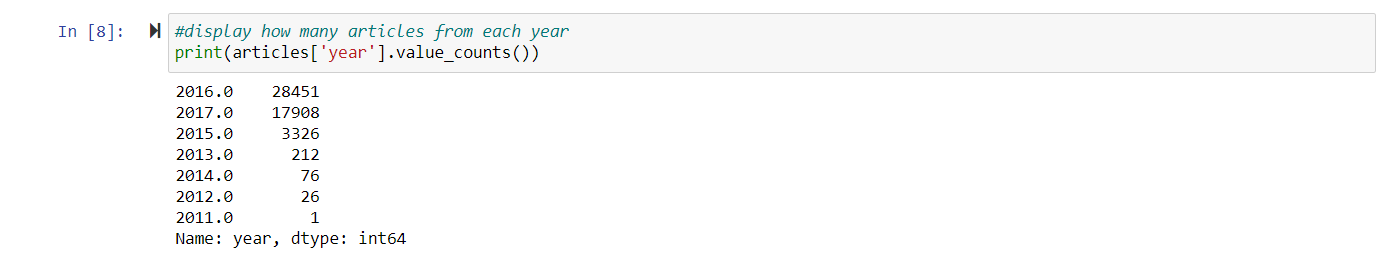 In [8]: #display how many articles from each year
print(articles['year'].value_counts())
2016.0    28451
2017.0    17908
2015.0     3326
2013.0      212
2014.0       76
2012.0       26
2011.0        1
Name: year, dtype: int64